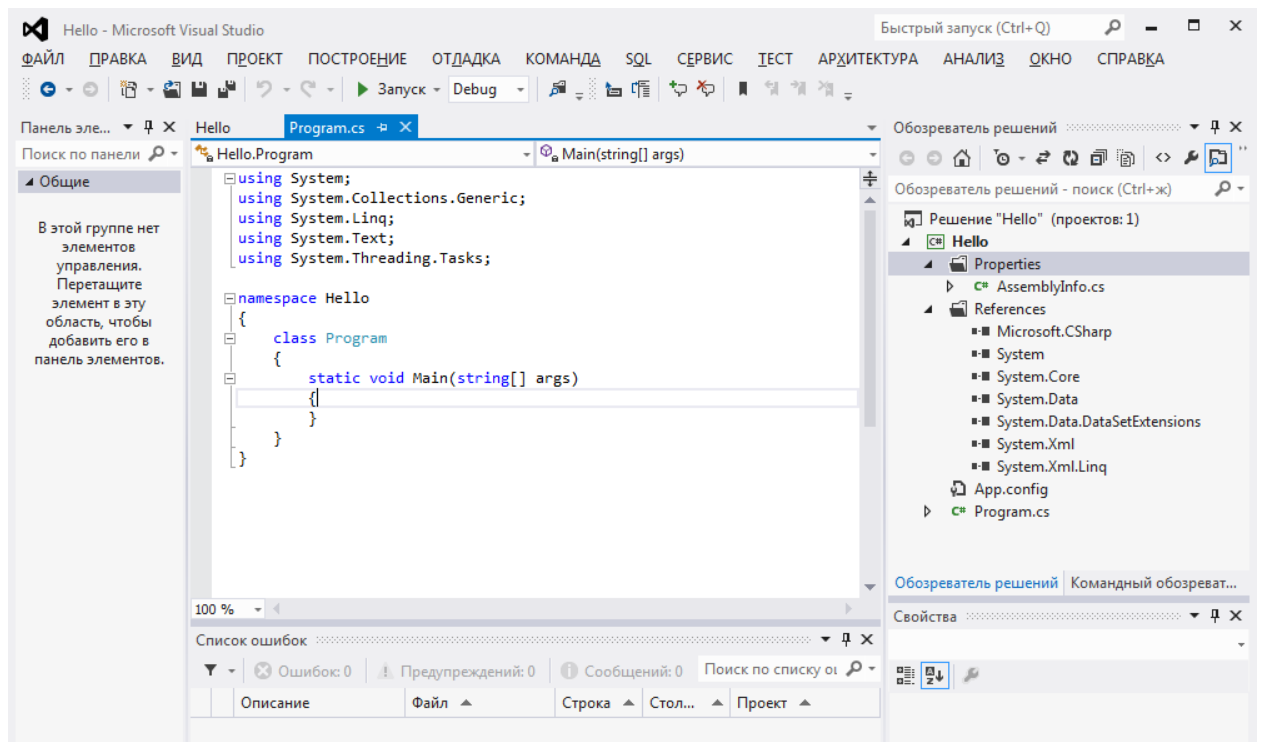 Hello - Microsoft Visual Studio
Быстрый запуск (Ctrl+Q)
ФАЙЛ ПРАВКА ВИД ПРОЕКТ ПОСТРОЕНИЕ ОТЛАДКА КОМАНДА SQL СЕРВИС ТЕСТ АРХИТЕКТУРА АНАЛИЗ ОКНО СПРАВКА
Запуск Debug
Панель эле...
Поиск по панели
Общие
В этой группе нет
элементов
управления.
Перетащите
элемент в эту
область, чтобы
добавить его в
панель элементов.
Hello Program.cs
Hello.Program Main(string[] args)
using System;
using System.Collections.Generic;
using System.Linq;
using System.Text;
using System.Threading.Tasks;
namespace Hello
{
class Program
{
static void Main(string[] args)
{
}
}
}
100 %
Список ошибок
Ошибок: 0 Предупреждений: 0 Сообщений: 0 Поиск по списку ош
Описание Файл Строка Стол... Проект
Обозреватель решений
Обозреватель решений - поиск (Ctrl+ж)
Решение "Hello" (проектов: 1)
C# Hello
Properties
C# AssemblyInfo.cs
References
Microsoft.CSharp
System
System.Core
System.Data
System.Data.DataSetExtensions
System.Xml
System.Xml.Linq
App.config
C# Program.cs
Обозреватель решений Командный обозреват...
Свойства